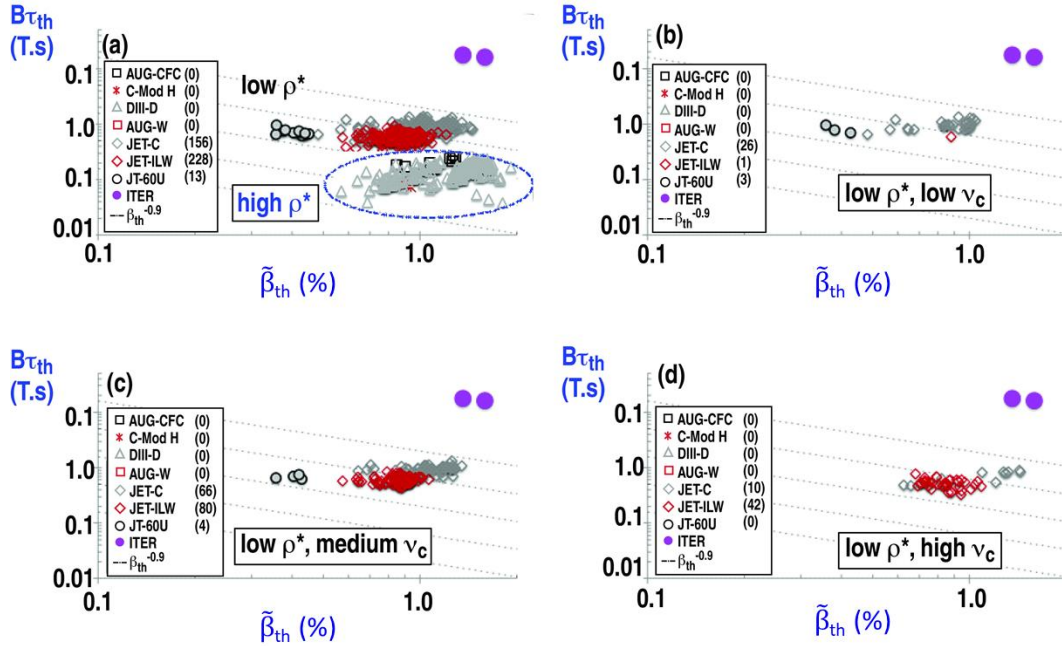 Bτth
(T.s)
(a)
0.1
1.0
0.1
0.01
AUG-CFC (0)
C-Mod H (0)
DIII-D (0)
AUG-W (0)
JET-C (156)
JET-ILW (228)
JT-60U (13)
ITER
βth^-0.9
low ρ*
high ρ*
0.1 1.0
β̃th (%)
Bτth
(T.s)
(b)
0.1
1.0
0.1
0.01
AUG-CFC (0)
C-Mod H (0)
DIII-D (0)
AUG-W (0)
JET-C (26)
JET-ILW (1)
JT-60U (3)
ITER
βth^-0.9
low ρ*, low νc
0.1 1.0
β̃th (%)
Bτth
(T.s)
(c)
0.1
1.0
0.1
0.01
AUG-CFC (0)
C-Mod H (0)
DIII-D (0)
AUG-W (0)
JET-C (66)
JET-ILW (80)
JT-60U (4)
ITER
βth^-0.9
low ρ*, medium νc
0.1 1.0
β̃th (%)
Bτth
(T.s)
(d)
0.1
1.0
0.1
0.01
AUG-CFC (0)
C-Mod H (0)
DIII-D (0)
AUG-W (0)
JET-C (10)
JET-ILW (42)
JT-60U (0)
ITER
βth^-0.9
low ρ*, high νc
0.1 1.0
β̃th (%)